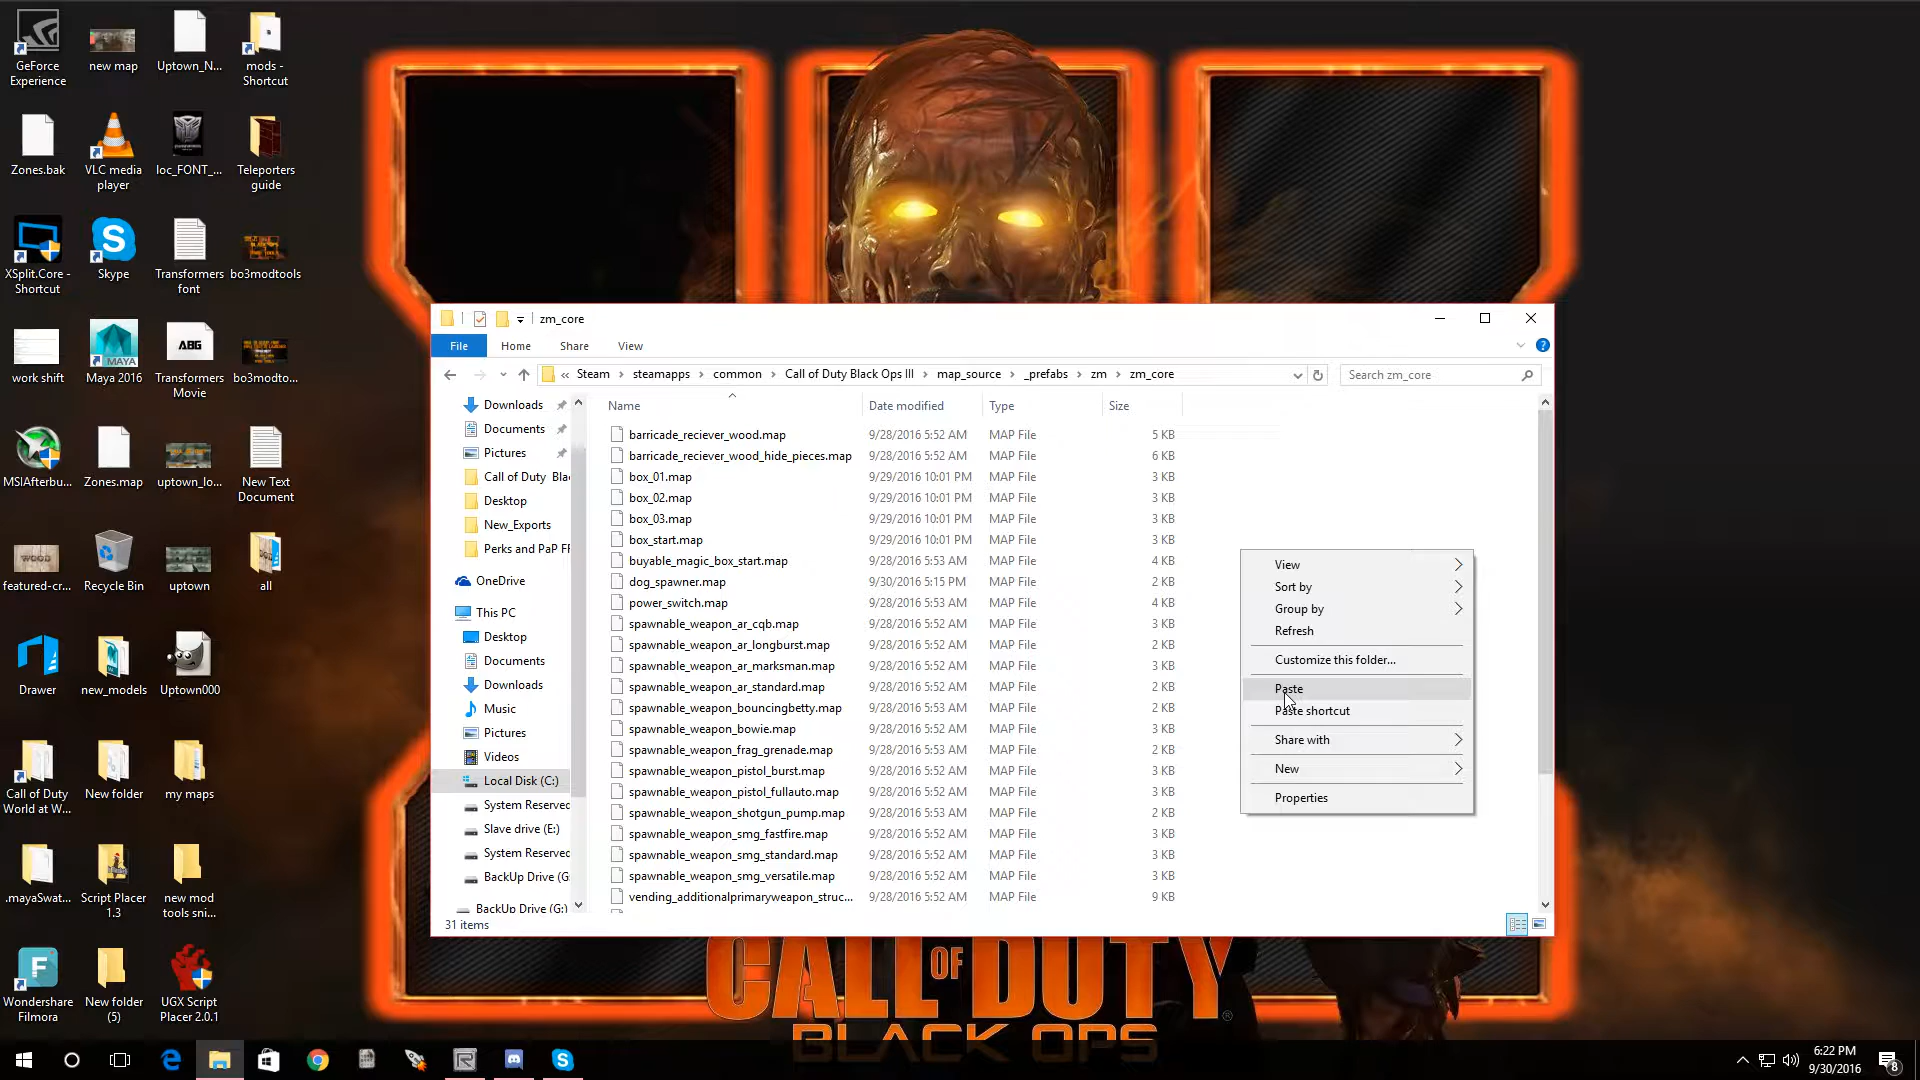 GeForce
Experience
new map
Uptown_N...
mods -
Shortcut
Zones.bak
VLC media
player
loc_FONT_...
Teleporters
guide
XSplit.Core -
Shortcut
Skype
Transformers
font
bo3modtools
work shift
MAYA
Maya 2016
ABG
Transformers
Movie
bo3modto...
MSIAfterbu...
Zones.map
uptown_lo...
New Text
Document
WOOD
featured-cr...
Recycle Bin
uptown
all
Drawer
new_models
Uptown000
Call of Duty
World at W...
New folder
my maps
.mayaSwat...
Script Placer
1.3
new mod
tools sni...
Wondershare
Filmora
New folder
(5)
UGX Script
Placer 2.0.1
zm_core
File
Home
Share
View
« Steam > steamapps > common > Call of Duty Black Ops III > map_source > _prefabs > zm > zm_core
Search zm_core
Downloads
Documents
Pictures
Call of Duty Bla
Desktop
New_Exports
Perks and PaP
OneDrive
This PC
Desktop
Documents
Downloads
Music
Pictures
Videos
Local Disk (C:)
System Reserved
Slave drive (E:)
System Reserved
BackUp Drive (G:
BackUp Drive (G:)
Name Date modified Type Size
barricade_reciever_wood.map 9/28/2016 5:52 AM MAP File 5 KB
barricade_reciever_wood_hide_pieces.map 9/28/2016 5:52 AM MAP File 6 KB
box_01.map 9/29/2016 10:01 PM MAP File 3 KB
box_02.map 9/29/2016 10:01 PM MAP File 3 KB
box_03.map 9/29/2016 10:01 PM MAP File 3 KB
box_start.map 9/29/2016 10:01 PM MAP File 3 KB
buyable_magic_box_start.map 9/28/2016 5:53 AM MAP File 4 KB
dog_spawner.map 9/30/2016 5:15 PM MAP File 2 KB
power_switch.map 9/28/2016 5:53 AM MAP File 4 KB
spawnable_weapon_ar_cqb.map 9/28/2016 5:53 AM MAP File 3 KB
spawnable_weapon_ar_longburst.map 9/28/2016 5:52 AM MAP File 2 KB
spawnable_weapon_ar_marksman.map 9/28/2016 5:52 AM MAP File 3 KB
spawnable_weapon_ar_standard.map 9/28/2016 5:52 AM MAP File 2 KB
spawnable_weapon_bouncingbetty.map 9/28/2016 5:52 AM MAP File 2 KB
spawnable_weapon_bowie.map 9/28/2016 5:52 AM MAP File 3 KB
spawnable_weapon_frag_grenade.map 9/28/2016 5:53 AM MAP File 2 KB
spawnable_weapon_pistol_burst.map 9/28/2016 5:52 AM MAP File 3 KB
spawnable_weapon_pistol_fullauto.map 9/28/2016 5:52 AM MAP File 3 KB
spawnable_weapon_shotgun_pump.map 9/28/2016 5:53 AM MAP File 2 KB
spawnable_weapon_smg_fastfire.map 9/28/2016 5:52 AM MAP File 3 KB
spawnable_weapon_smg_standard.map 9/28/2016 5:52 AM MAP File 3 KB
spawnable_weapon_smg_versatile.map 9/28/2016 5:52 AM MAP File 3 KB
vending_additionalprimaryweapon_struc... 9/28/2016 5:52 AM MAP File 9 KB
31 items
View
Sort by
Group by
Refresh
Customize this folder...
Paste
Paste shortcut
Share with
New
Properties
CALL OF DUTY
BLACK OPS
6:22 PM
9/30/2016
8